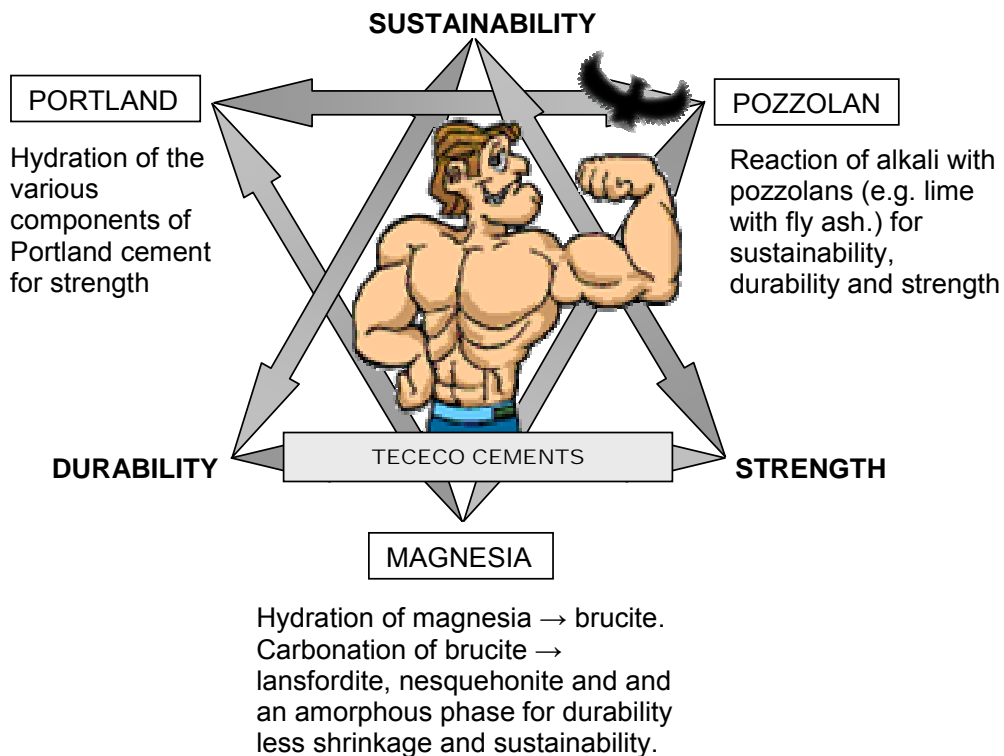 SUSTAINABILITY
PORTLAND
Hydration of the
various
components of
Portland cement
for strength
POZZOLAN
Reaction of alkali with
pozzolans (e.g. lime
with fly ash.) for
sustainability,
durability and strength
DURABILITY
TECECO CEMENTS
STRENGTH
MAGNESIA
Hydration of magnesia → brucite.
Carbonation of brucite →
lansfordite, nesquehonite and and
an amorphous phase for durability
less shrinkage and sustainability.